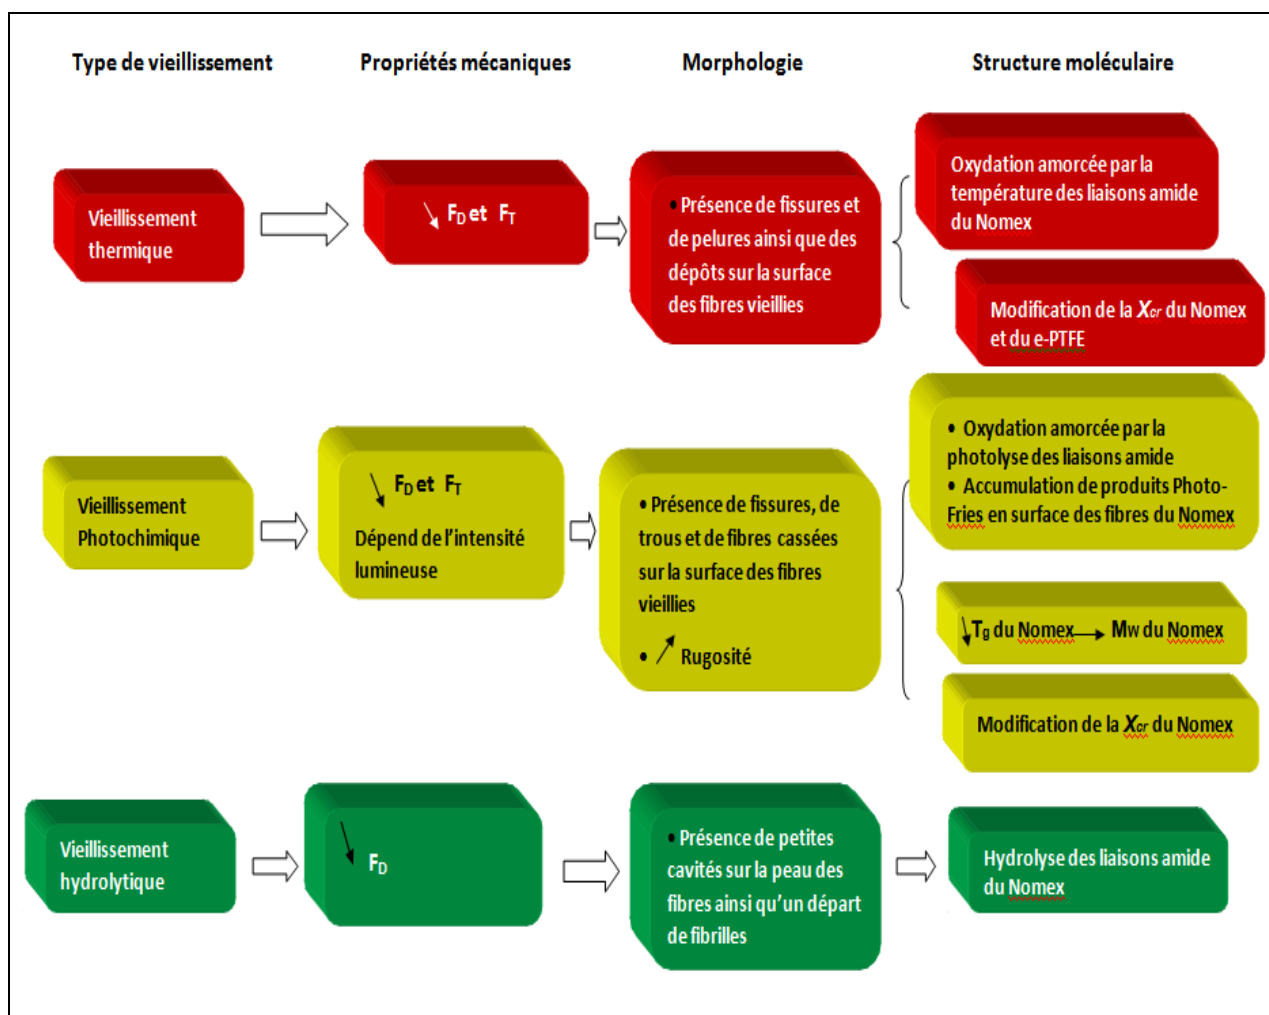 Type de vieillissement
Propriétés mécaniques
Morphologie
Structure moléculaire
Vieillissement
thermique
↘ FD et FT
• Présence de fissures et
de pelures ainsi que des
dépôts sur la surface
des fibres vieillies
Oxydation amorcée par la
température des liaisons amide
du Nomex
Modification de la Xcr du Nomex
et du e-PTFE
Vieillissement
Photochimique
↘ FD et FT
Dépend de l'intensité
lumineuse
• Présence de fissures, de
trous et de fibres cassées
sur la surface des fibres
vieillies
• ↗ Rugosité
• Oxydation amorcée par la
photolyse des liaisons amide
• Accumulation de produits Photo-
Fries en surface des fibres du Nomex
↓Tg du Nomex → Mw du Nomex
Modification de la Xcr du Nomex
Vieillissement
hydrolytique
↘ FD
• Présence de petites
cavités sur la peau des
fibres ainsi qu'un départ
de fibrilles
Hydrolyse des liaisons amide
du Nomex